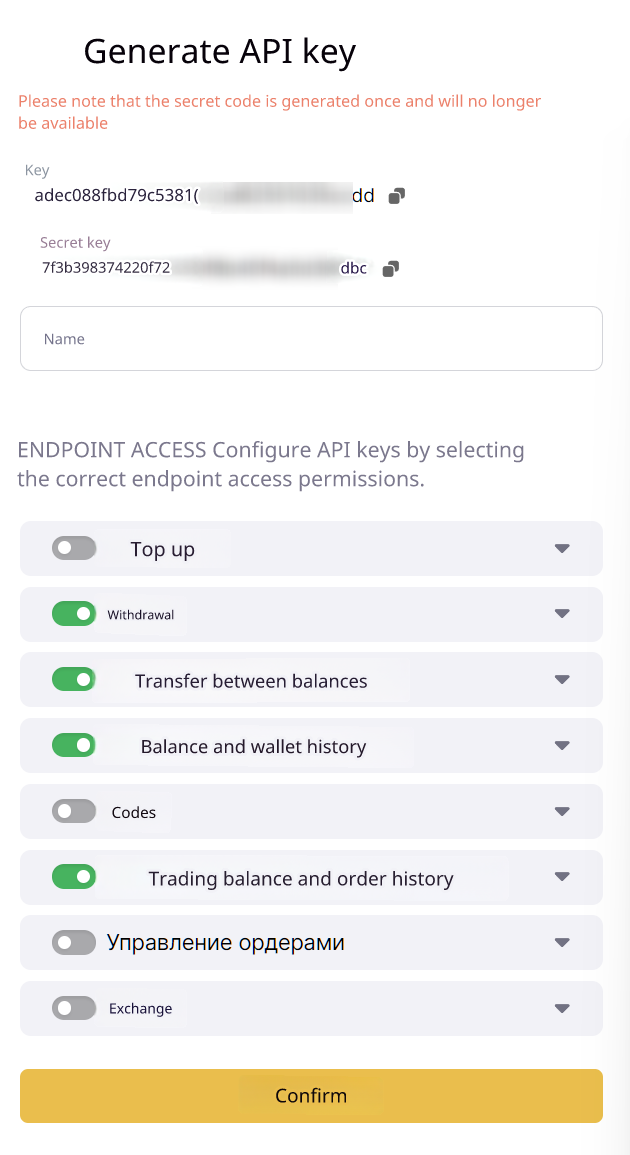 Generate API key
Please note that the secret code is generated once and will no longer
be available
Key
adec088fbd79c5381( dd
Secret key
7f3b398374220f72 dbc
Name
ENDPOINT ACCESS Configure API keys by selecting
the correct endpoint access permissions.
Top up
Withdrawal
Transfer between balances
Balance and wallet history
Codes
Trading balance and order history
Управление ордерами
Exchange
Confirm